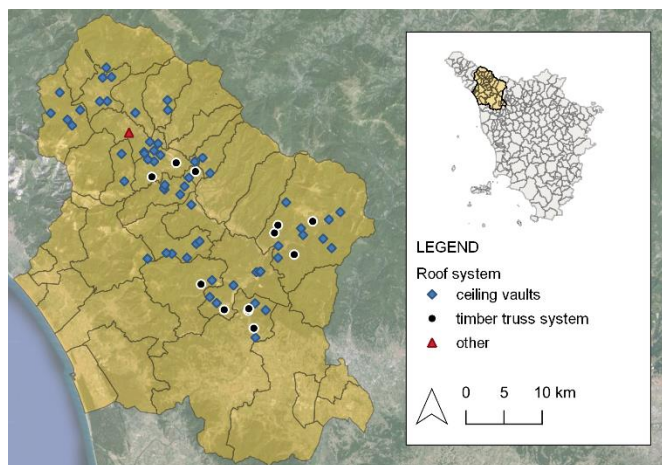 LEGEND
Roof system
ceiling vaults
timber truss system
other
0 5 10 km